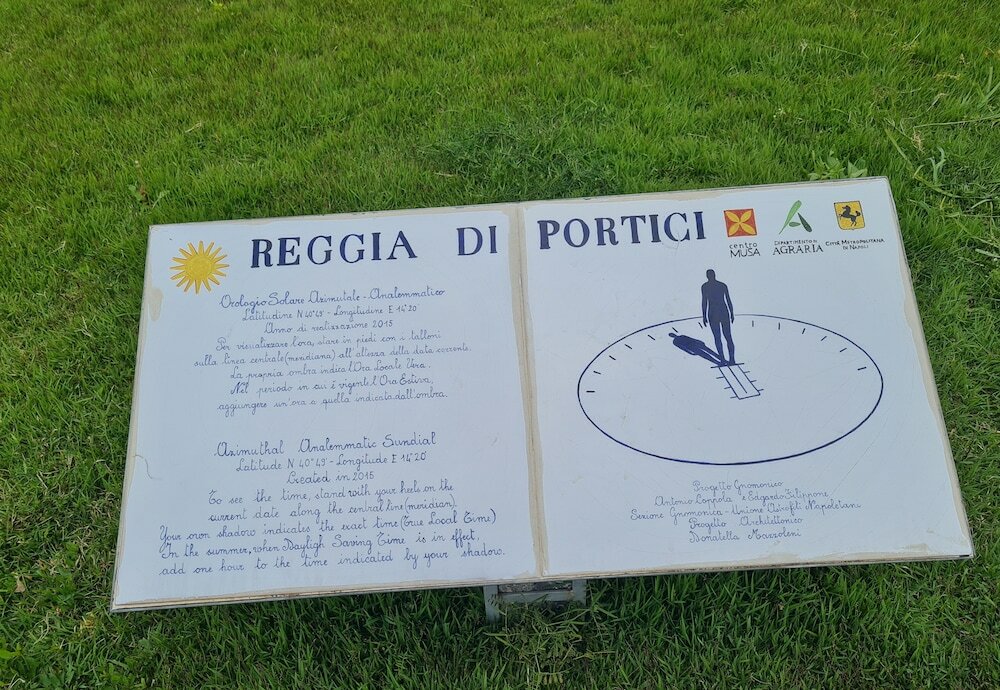 REGGIA DI PORTICI
centro
MUSA
DIPARTIMENTO DI
AGRARIA
CITTÀ METROPOLITANA
DI NAPOLI
Orologio Solare Azimutale - Analemmatico
Latitudine N 40°49' - Longitudine E 14°20'
Anno di realizzazione 2015
Per visualizzare l'ora, stare in piedi con i talloni
sulla linea centrale (meridiana) all'altezza della data corrente.
La propria ombra indica l'Ora Locale Vera.
Nel periodo in cui è vigente l'Ora Estiva,
aggiungere un'ora a quella indicata dall'ombra.
Azimuthal Analemmatic Sundial
Latitude N 40°49' - Longitude E 14°20'
Created in 2015
To see the time, stand with your heels on the
current date along the central line (meridian).
Your own shadow indicates the exact time (True Local Time)
In the summer, when Dayligh Saving Time is in effect,
add one hour to the time indicated by your shadow.
Progetto Gnomonico
Antonio Coppola e Edgardo Filippone
Sezione Gnomonica - Unione Astrofili Napoletani
Progetto Architettonico
Donatella Mazzoleni